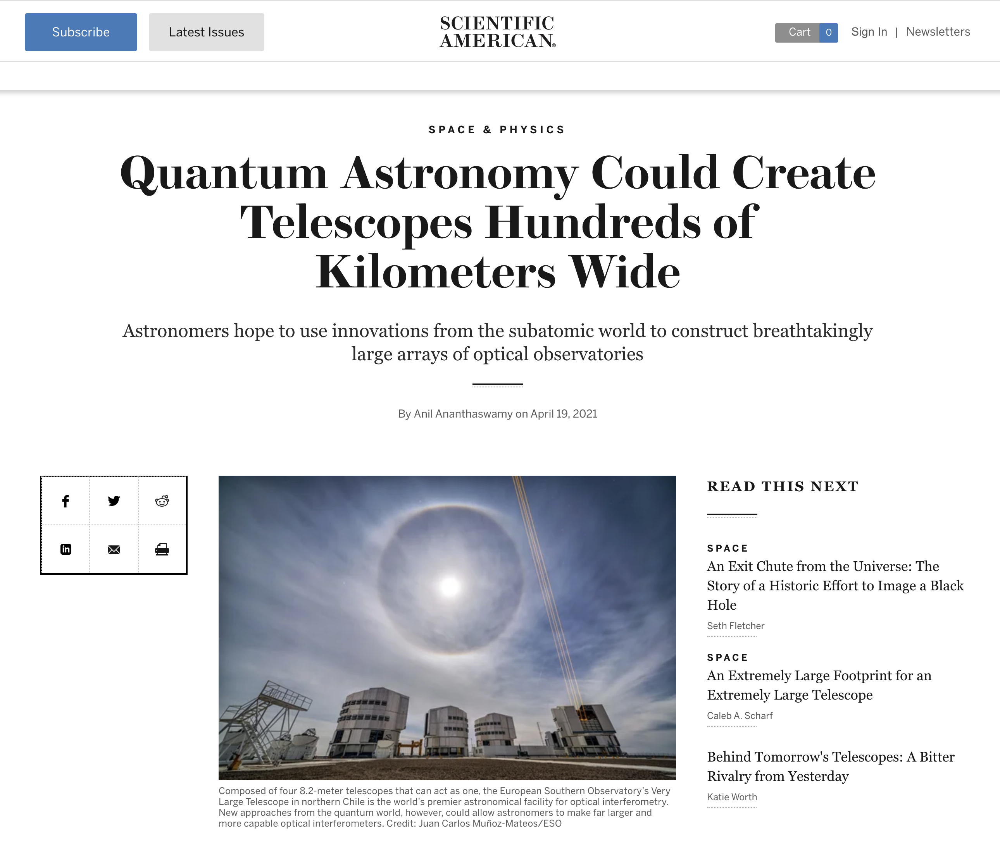 Subscribe
Latest Issues
SCIENTIFIC
AMERICAN®
Cart 0
Sign In | Newsletters
SPACE & PHYSICS
Quantum Astronomy Could Create
Telescopes Hundreds of
Kilometers Wide
Astronomers hope to use innovations from the subatomic world to construct breathtakingly
large arrays of optical observatories
By Anil Ananthaswamy on April 19, 2021
f
in
Composed of four 8.2-meter telescopes that can act as one, the European Southern Observatory’s Very
Large Telescope in northern Chile is the world’s premier astronomical facility for optical interferometry.
New approaches from the quantum world, however, could allow astronomers to make far larger and
more capable optical interferometers. Credit: Juan Carlos Muñoz-Mateos/ESO
READ THIS NEXT
SPACE
An Exit Chute from the Universe: The
Story of a Historic Effort to Image a Black
Hole
Seth Fletcher
SPACE
An Extremely Large Footprint for an
Extremely Large Telescope
Caleb A. Scharf
Behind Tomorrow's Telescopes: A Bitter
Rivalry from Yesterday
Katie Worth